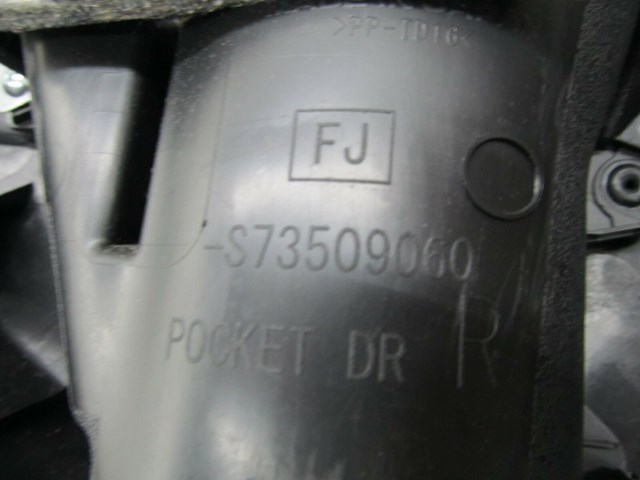 >PP-TD16<
FJ
-S73509060
POCKET DR R